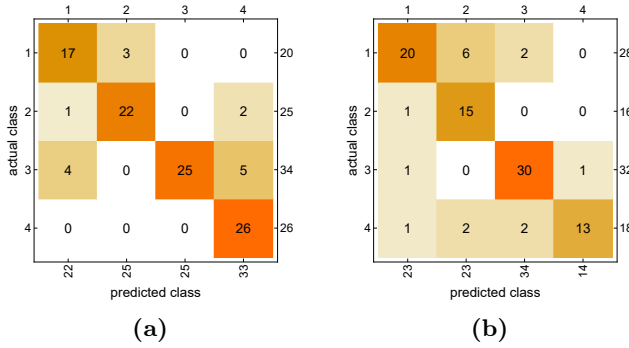 1 2 3 4 1 2 3 4
1 17 3 0 0 20 1 20 6 2 0 28
2 1 22 0 2 25 2 1 15 0 0 16
3 4 0 25 5 34 3 1 0 30 1 32
4 0 0 0 26 26 4 1 2 2 13 18
actual class actual class
22 25 25 33 23 23 34 14
predicted class predicted class
(a) (b)